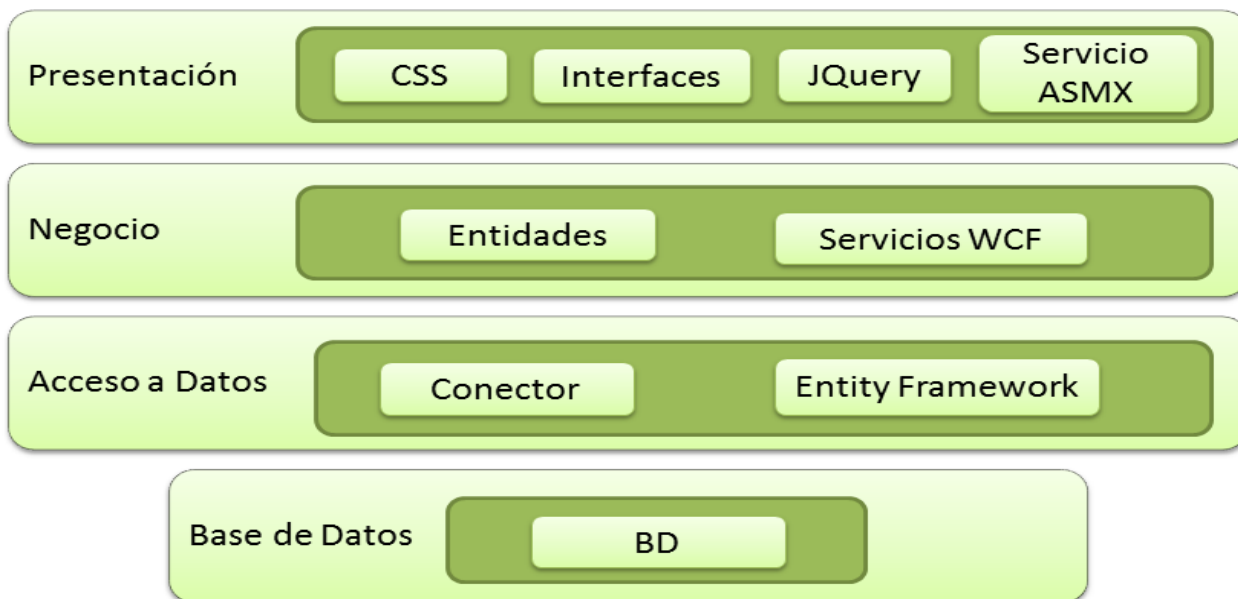 Presentación
CSS
Interfaces
JQuery
Servicio
ASMX
Negocio
Entidades
Servicios WCF
Acceso a Datos
Conector
Entity Framework
Base de Datos
BD